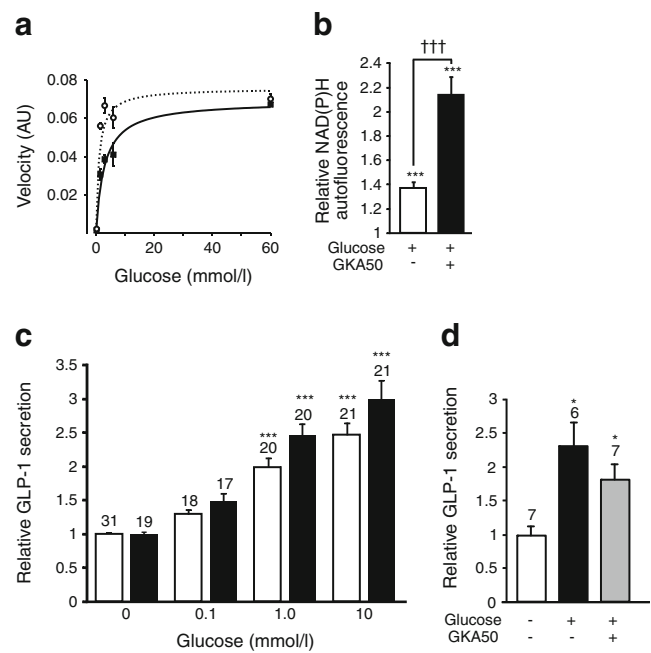 a
Velocity (AU)
0.08
0.06
0.04
0.02
0
20
40
60
Glucose (mmol/l)
b
Relative NAD(P)H
autofluorescence
2.4
2.2
2
1.8
1.6
1.4
1.2
1
†††
***
***
Glucose + +
GKA50 - +
c
Relative GLP-1 secretion
3.5
3
2.5
2
1.5
1
0.5
0
31 19
18 17
*** ***
20 20
*** ***
21 21
0 0.1 1.0 10
Glucose (mmol/l)
d
Relative GLP-1 secretion
3
2.5
2
1.5
1
0.5
0
7
*
6
*
7
Glucose - + +
GKA50 - - +